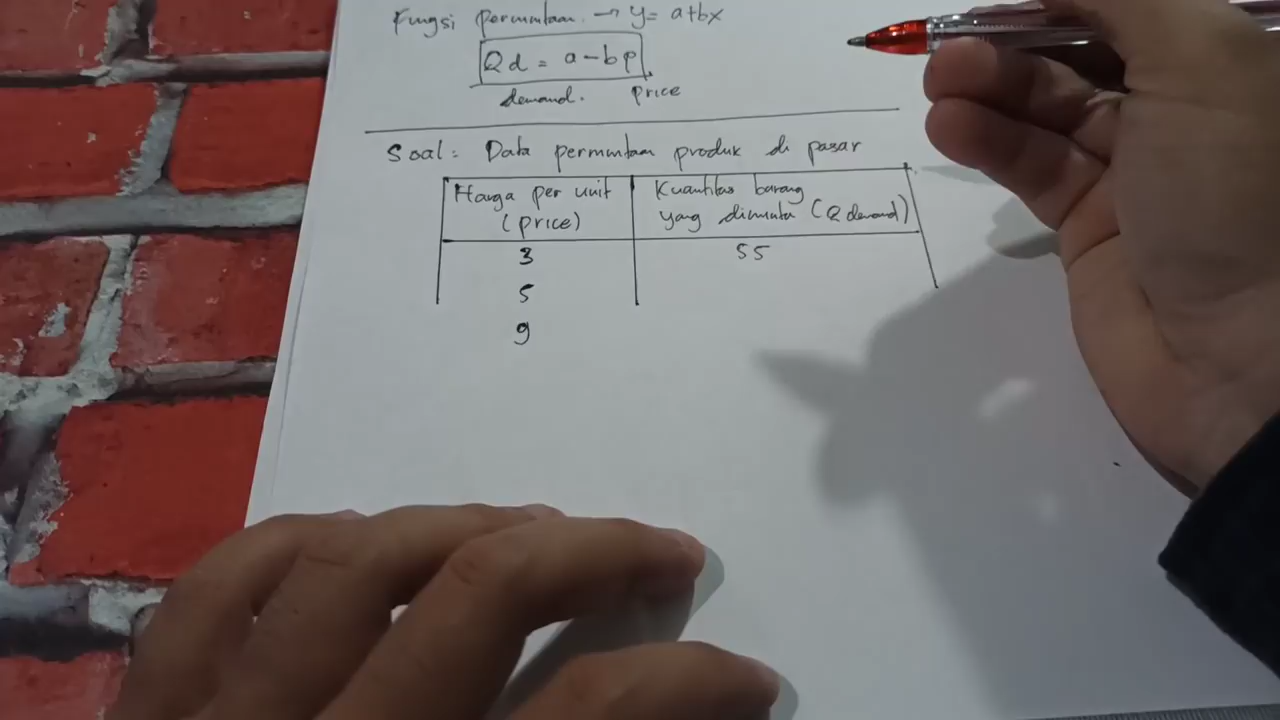 Fungsi permintaan → y = a+bx
Qd = a - bp
demand. price
Soal : Data permintaan produk di pasar
Harga per unit (price) Kuantitas barang yang diminta (Q demand)
3 55
5
9